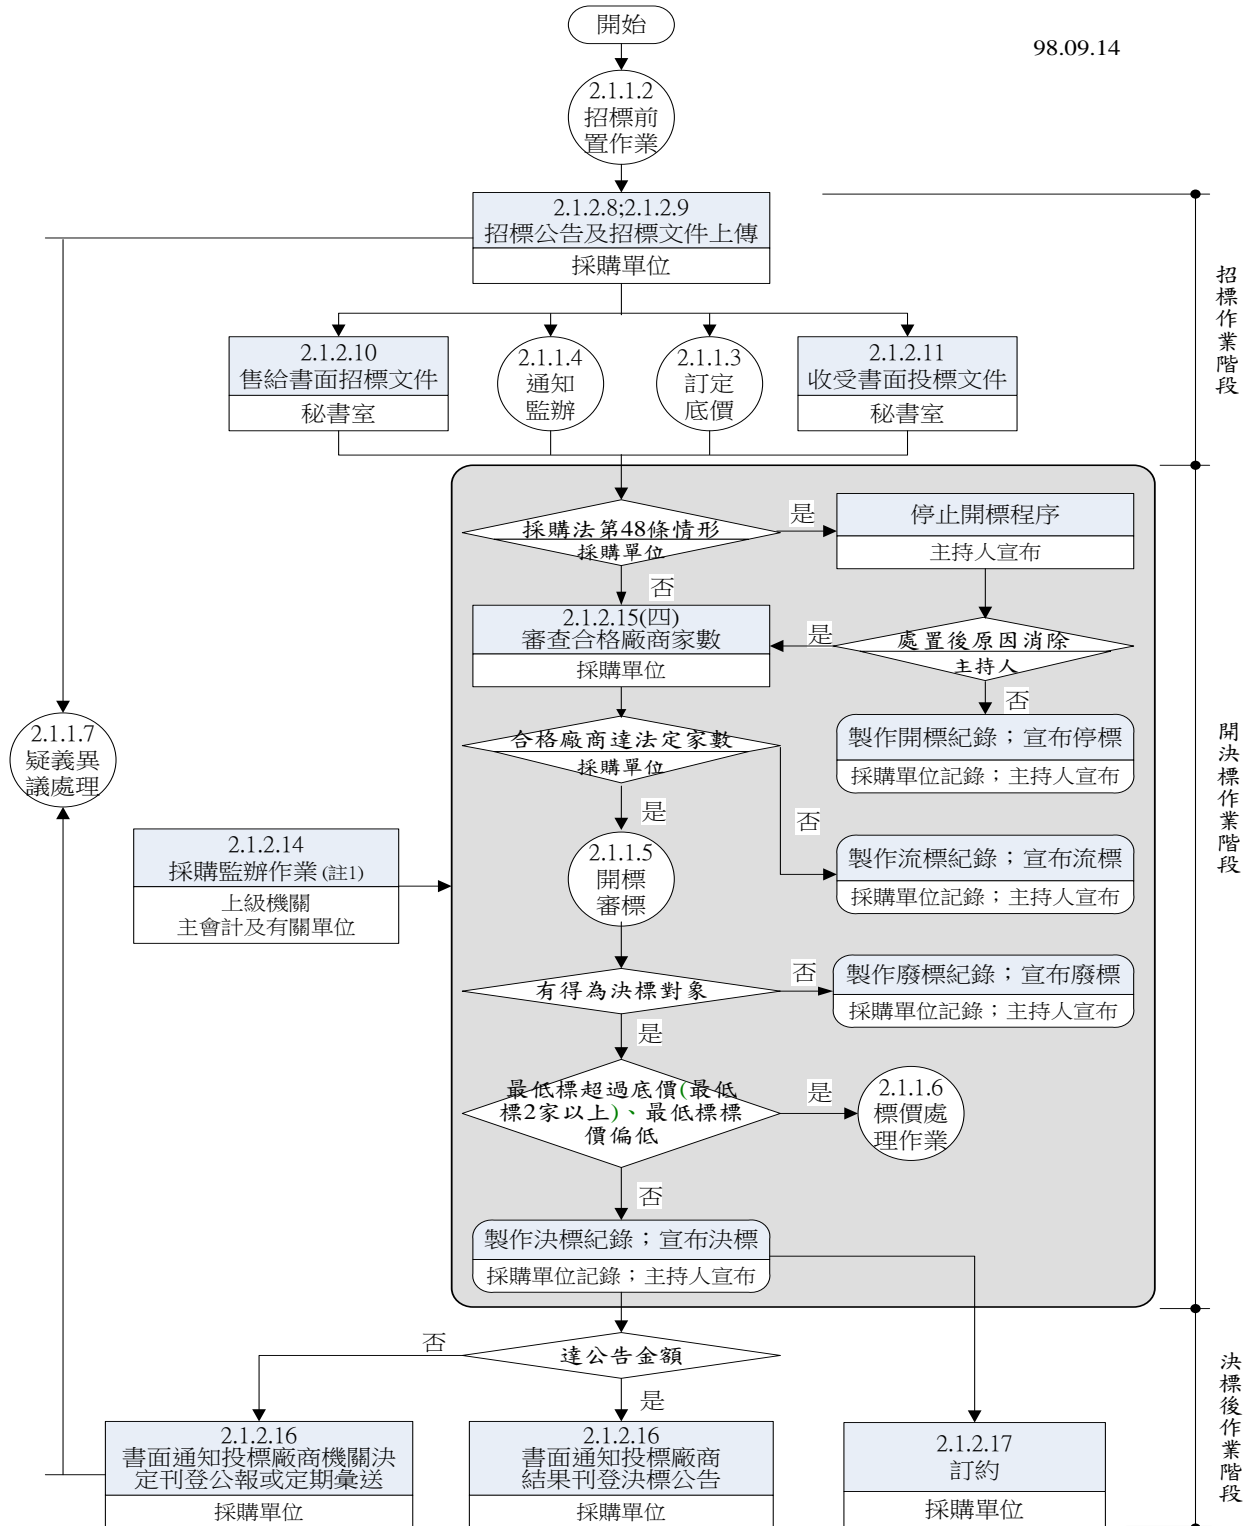 開始
98.09.14
2.1.1.2
招標前
置作業
2.1.2.8;2.1.2.9
招標公告及招標文件上傳
採購單位
招標作業階段
2.1.2.10
售給書面招標文件
秘書室
2.1.1.4
通知
監辦
2.1.1.3
訂定
底價
2.1.2.11
收受書面投標文件
秘書室
採購法第48條情形
採購單位
是
停止開標程序
主持人宣布
否
2.1.2.15(四)
審查合格廠商家數
採購單位
是
處置後原因消除
主持人
否
製作開標紀錄；宣布停標
採購單位記錄；主持人宣布
合格廠商達法定家數
採購單位
是
否
製作流標紀錄；宣布流標
採購單位記錄；主持人宣布
開決標作業階段
2.1.1.7
疑義異
議處理
2.1.2.14
採購監辦作業(註1)
上級機關
主會計及有關單位
2.1.1.5
開標
審標
有得為決標對象
否
製作廢標紀錄；宣布廢標
採購單位記錄；主持人宣布
是
最低標超過底價(最低
標2家以上)、最低標標
價偏低
是
2.1.1.6
標價處
理作業
否
製作決標紀錄；宣布決標
採購單位記錄；主持人宣布
達公告金額
否
是
2.1.2.16
書面通知投標廠商機關決
定刊登公報或定期彙送
採購單位
2.1.2.16
書面通知投標廠商
結果刊登決標公告
採購單位
2.1.2.17
訂約
採購單位
決標後作業階段